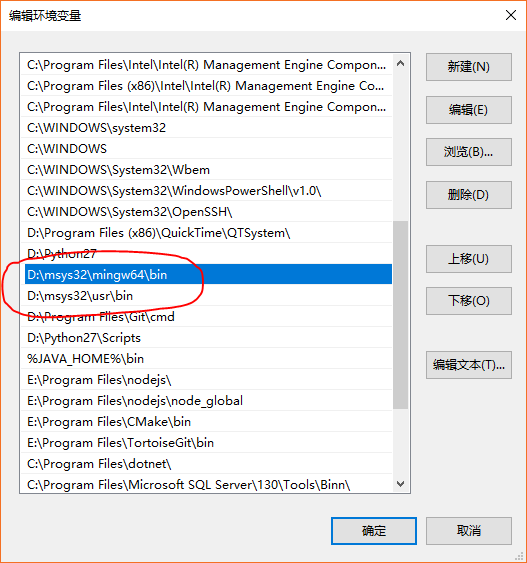 编辑环境变量
C:\Program Files\Intel\Intel(R) Management Engine Compon...
C:\Program Files (x86)\Intel\Intel(R) Management Engine Co...
C:\Program Files\Intel\Intel(R) Management Engine Compon...
C:\WINDOWS\system32
C:\WINDOWS
C:\WINDOWS\System32\Wbem
C:\WINDOWS\System32\WindowsPowerShell\v1.0\
C:\WINDOWS\System32\OpenSSH\
D:\Program Files (x86)\QuickTime\QTSystem\
D:\Python27
D:\msys32\mingw64\bin
D:\msys32\usr\bin
D:\Program Files\Git\cmd
D:\Python27\Scripts
%JAVA_HOME%\bin
E:\Program Files\nodejs\
E:\Program Files\nodejs\node_global
E:\Program Files\CMake\bin
E:\Program Files\TortoiseGit\bin
C:\Program Files\dotnet\
C:\Program Files\Microsoft SQL Server\130\Tools\Binn\
新建(N)
编辑(E)
浏览(B)...
删除(D)
上移(U)
下移(O)
编辑文本(T)...
确定
取消